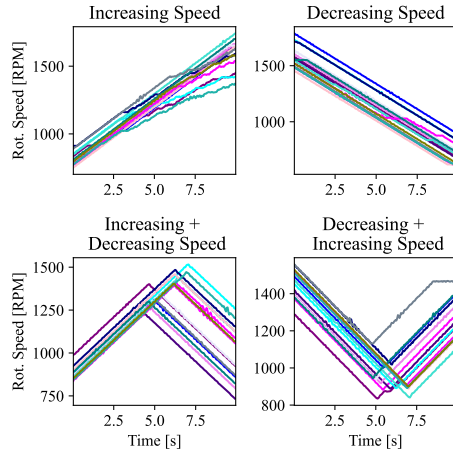 Increasing Speed
Decreasing Speed
Rot. Speed [RPM]
1500
1000
2.5 5.0 7.5
1500
1000
2.5 5.0 7.5
Increasing +
Decreasing Speed
Decreasing +
Increasing Speed
Rot. Speed [RPM]
1500
1250
1000
750
2.5 5.0 7.5
Time [s]
1400
1200
1000
800
2.5 5.0 7.5
Time [s]